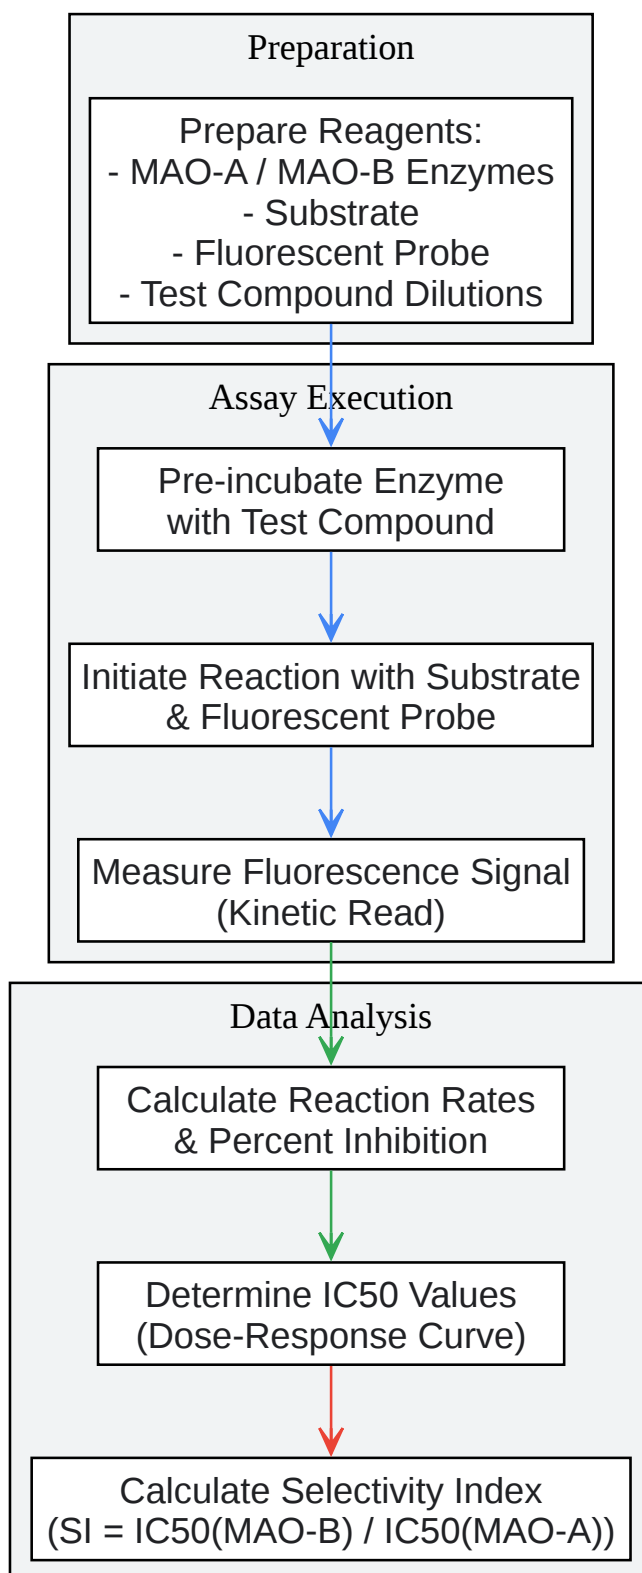 Preparation
Prepare Reagents:
- MAO-A / MAO-B Enzymes
- Substrate
- Fluorescent Probe
- Test Compound Dilutions
Assay Execution
Pre-incubate Enzyme
with Test Compound
Initiate Reaction with Substrate
& Fluorescent Probe
Measure Fluorescence Signal
(Kinetic Read)
Data Analysis
Calculate Reaction Rates
& Percent Inhibition
Determine IC50 Values
(Dose-Response Curve)
Calculate Selectivity Index
(SI = IC50(MAO-B) / IC50(MAO-A))